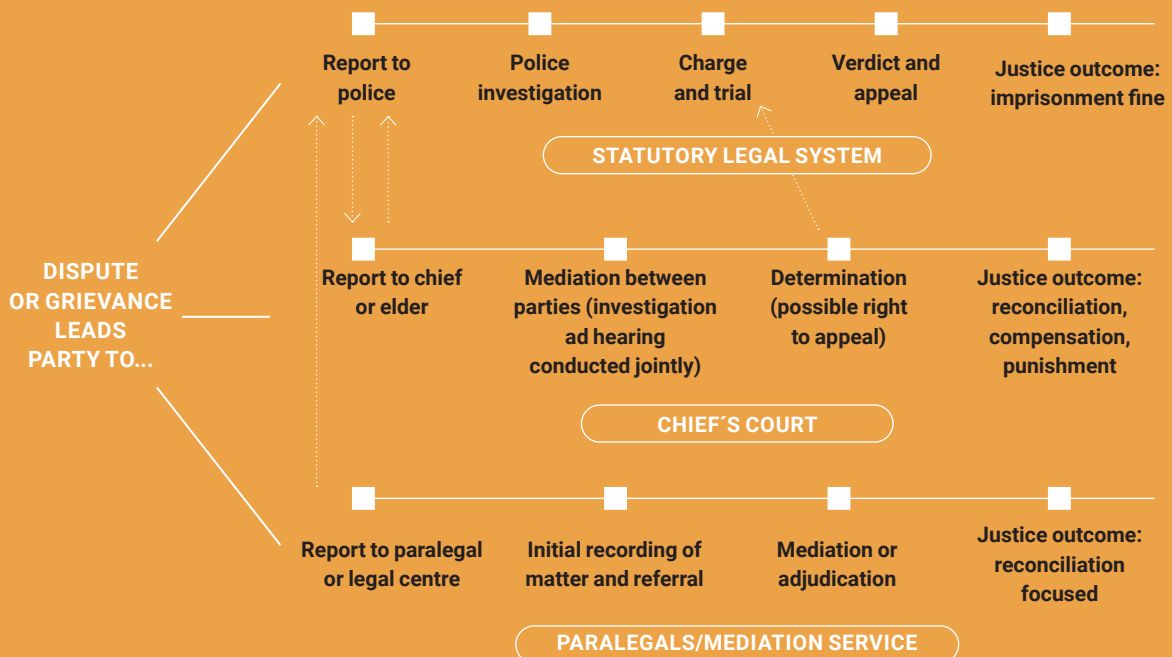 Report to
police
Police
investigation
Charge
and trial
Verdict and
appeal
Justice outcome:
imprisonment fine
STATUTORY LEGAL SYSTEM
DISPUTE
OR GRIEVANCE
LEADS
PARTY TO...
Report to chief
or elder
Mediation between
parties (investigation
ad hearing
conducted jointly)
Determination
(possible right
to appeal)
Justice outcome:
reconciliation,
compensation,
punishment
CHIEF´S COURT
Report to paralegal
or legal centre
Initial recording of
matter and referral
Mediation or
adjudication
Justice outcome:
reconciliation
focused
PARALEGALS/MEDIATION SERVICE